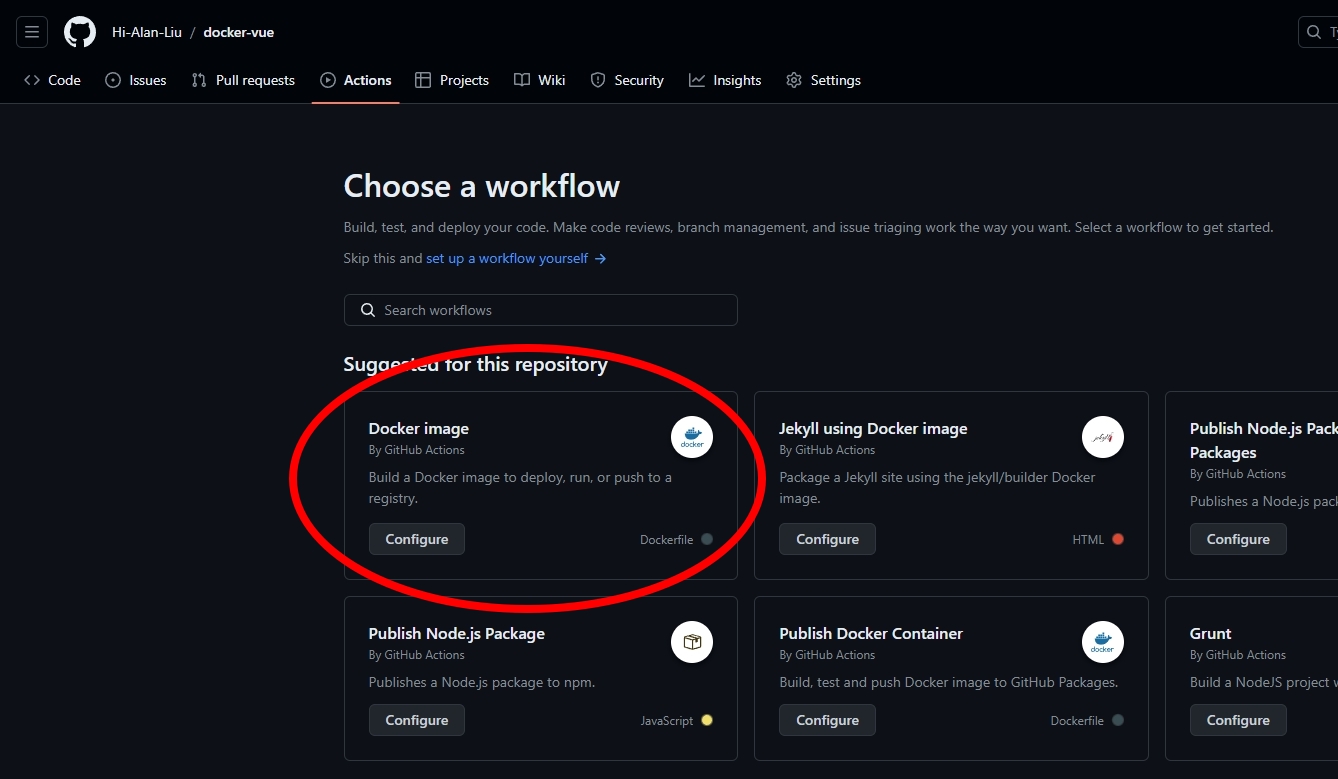 Hi-Alan-Liu / docker-vue
Code Issues Pull requests Actions Projects Wiki Security Insights Settings
Choose a workflow
Build, test, and deploy your code. Make code reviews, branch management, and issue triaging work the way you want. Select a workflow to get started.
Skip this and set up a workflow yourself →
Search workflows
Suggested for this repository
Docker image
By GitHub Actions
Build a Docker image to deploy, run, or push to a
registry.
Configure
Dockerfile
docker
Jekyll using Docker image
By GitHub Actions
Package a Jekyll site using the jekyll/builder Docker
image.
Configure
HTML
jekyll
Publish Node.js Pack
Packages
By GitHub Actions
Publishes a Node.js pack
Configure
Publish Node.js Package
By GitHub Actions
Publishes a Node.js package to npm.
Configure
JavaScript
Publish Docker Container
By GitHub Actions
Build, test and push Docker image to GitHub Packages.
Configure
Dockerfile
docker
Grunt
By GitHub Actions
Build a NodeJS project
Configure